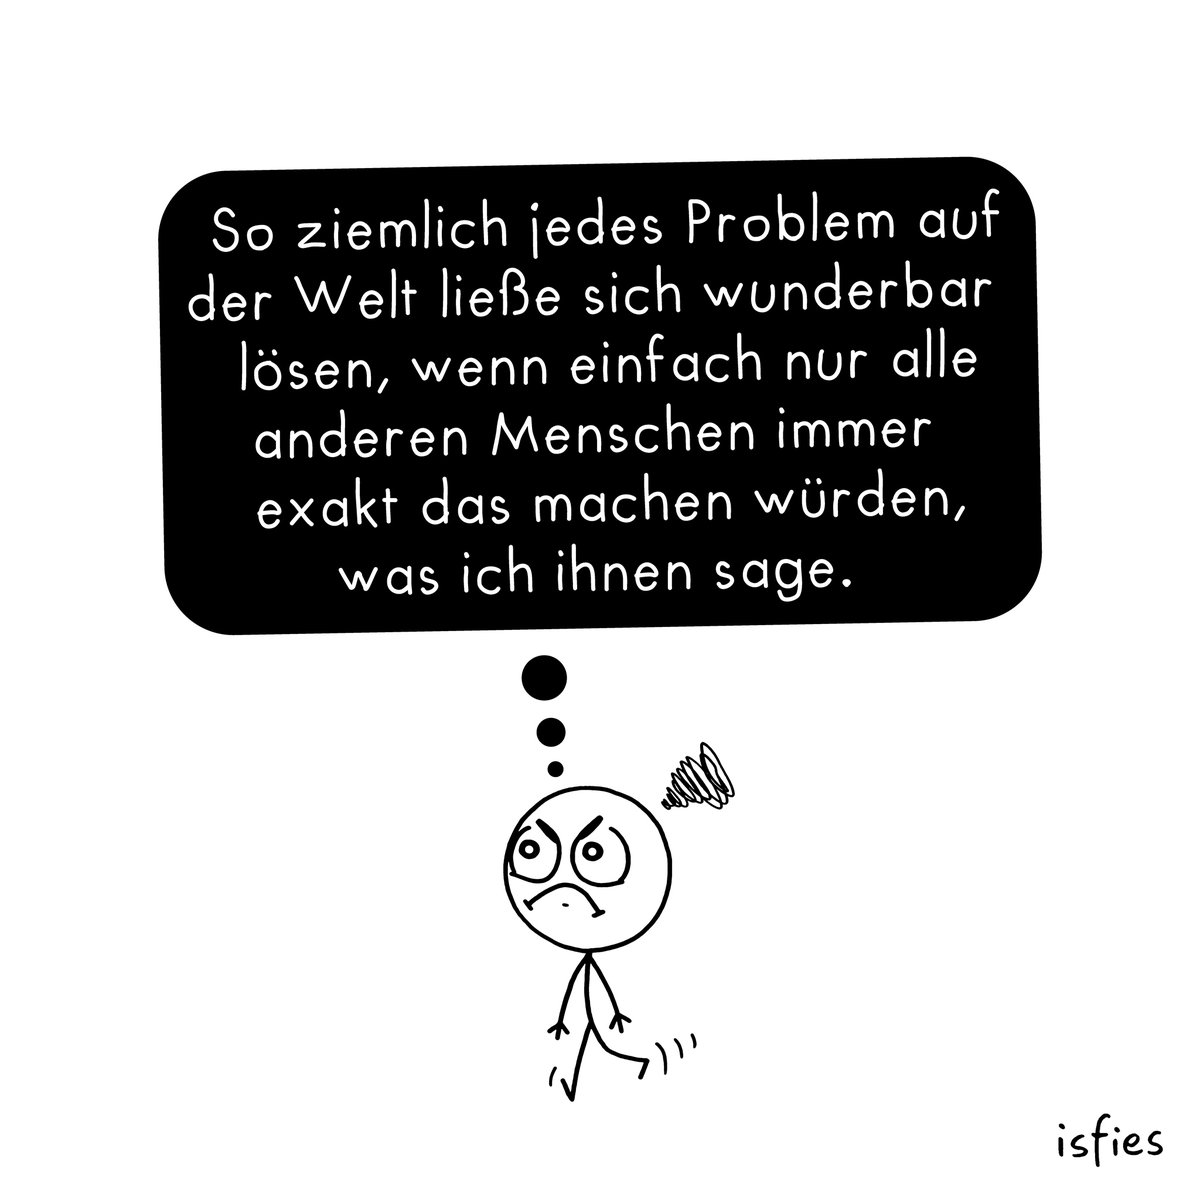 So ziemlich jedes Problem auf
der Welt ließe sich wunderbar
lösen, wenn einfach nur alle
anderen Menschen immer
exakt das machen würden,
was ich ihnen sage.
isfies